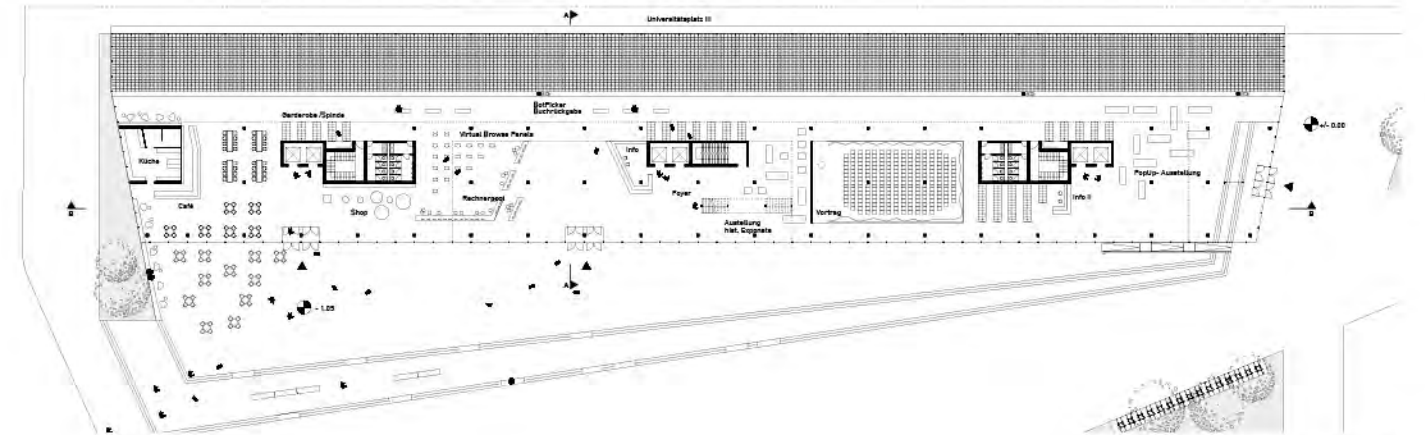 Universitätsplatz III
A
BotPicker
Buchrückgabe
Garderobe /Spinde
Virtual Browse Panels
+/- 0.00
Info
Küche
PopUp- Ausstellung
Foyer
Rechnerpool
Info II
Café
Shop
Vortrag
B
B
Austellung
hist. Exponate
A
- 1.05